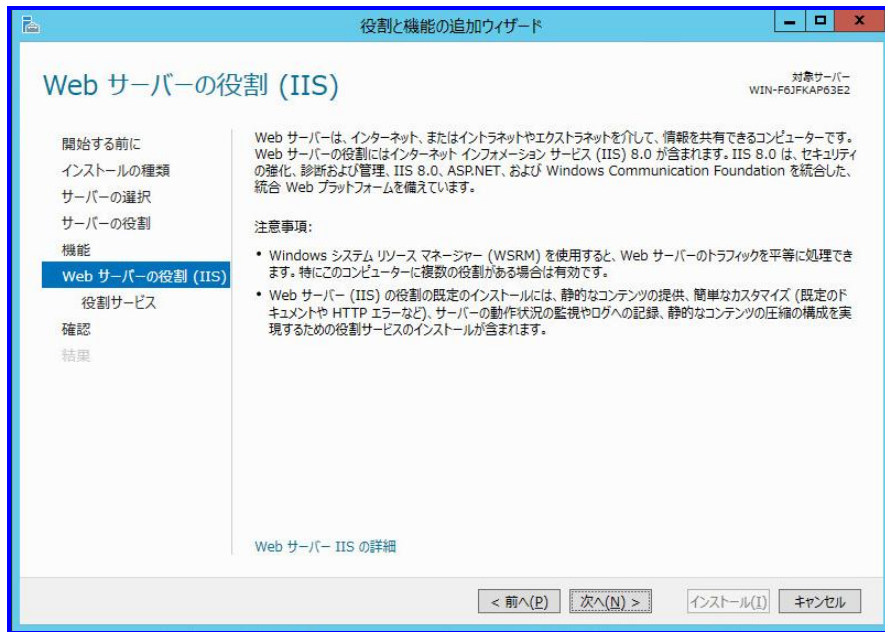 役割と機能の追加ウィザード
Web サーバーの役割 (IIS)
対象サーバー
WIN-F6JFKAP63E2
開始する前に
インストールの種類
サーバーの選択
サーバーの役割
機能
Web サーバーの役割 (IIS)
役割サービス
確認
結果
Web サーバーは、インターネット、またはイントラネットやエクストラネットを介して、情報を共有できるコンピューターです。
Web サーバーの役割にはインターネット インフォメーション サービス (IIS) 8.0 が含まれます。IIS 8.0 は、セキュリティ
の強化、診断および管理、IIS 8.0、ASP.NET、および Windows Communication Foundation を統合した、
統合 Web プラットフォームを備えています。
注意事項:
• Windows システム リソース マネージャー (WSRM) を使用すると、Web サーバーのトラフィックを平等に処理でき
ます。特にこのコンピューターに複数の役割がある場合は有効です。
• Web サーバー (IIS) の役割の既定のインストールには、静的なコンテンツの提供、簡単なカスタマイズ (既定のド
キュメントや HTTP エラーなど)、サーバーの動作状況の監視やログへの記録、静的なコンテンツの圧縮の構成を実
現するための役割サービスのインストールが含まれます。
Web サーバー IIS の詳細
< 前へ(P)
次へ(N) >
インストール(I)
キャンセル